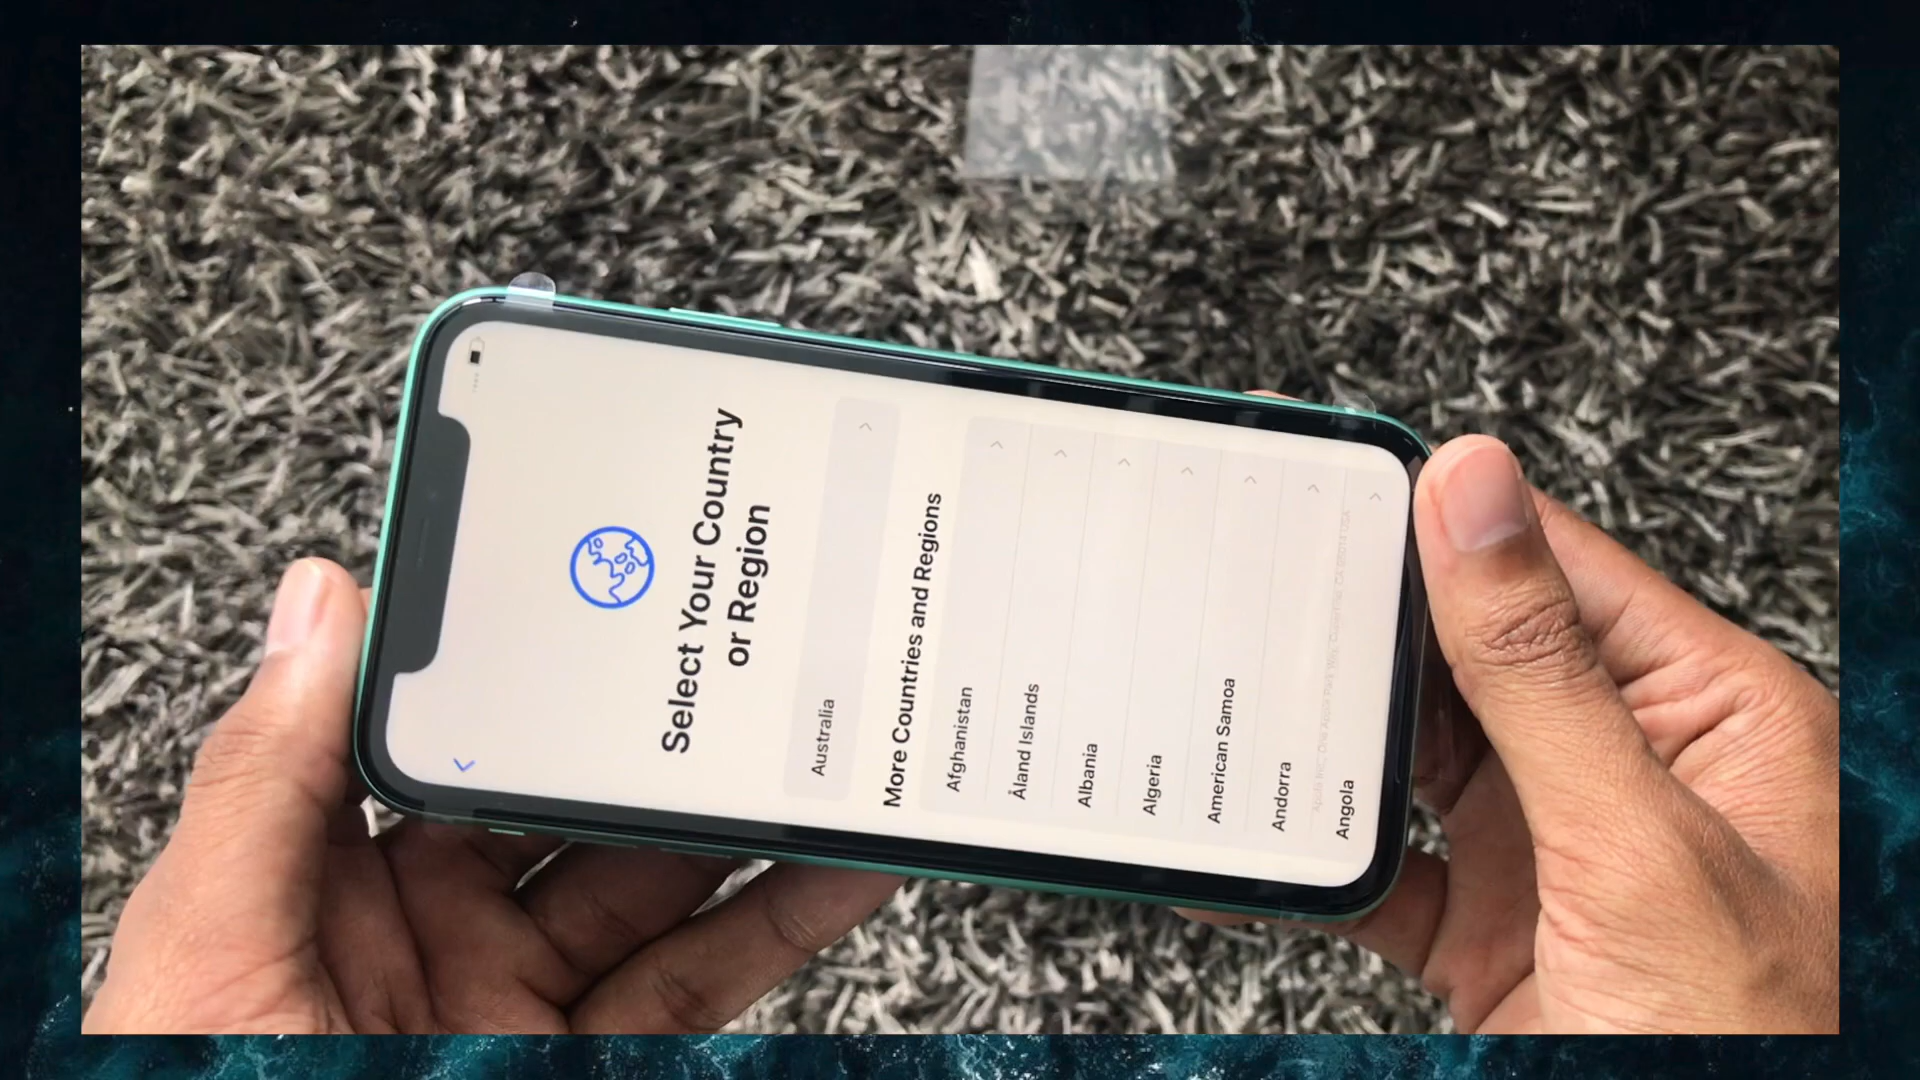 Select Your Country
or Region
Australia
More Countries and Regions
Afghanistan
Åland Islands
Albania
Algeria
American Samoa
Andorra
Angola